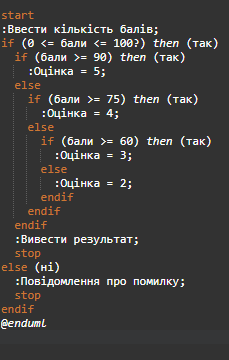 start
:Ввести кількість балів;
if (0 <= бали <= 100?) then (так)
if (бали >= 90) then (так)
:Оцінка = 5;
else
if (бали >= 75) then (так)
:Оцінка = 4;
else
if (бали >= 60) then (так)
:Оцінка = 3;
else
:Оцінка = 2;
endif
endif
endif
:Вивести результат;
stop
else (ні)
:Повідомлення про помилку;
stop
endif
@enduml